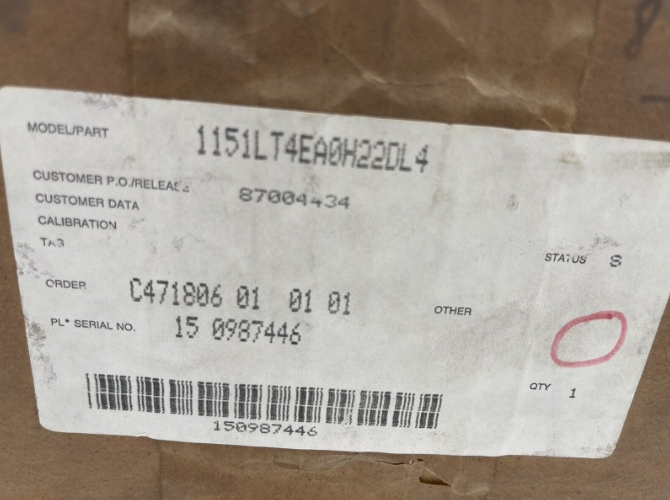 MODEL/PART 1151LT4EA0H22DL4
CUSTOMER P.O./RELEASE 87004434
CUSTOMER DATA
CALIBRATION
TAG
STATUS S
ORDER C471806 01 01 01
OTHER
PL* SERIAL NO. 15 0987446
QTY 1
150987446